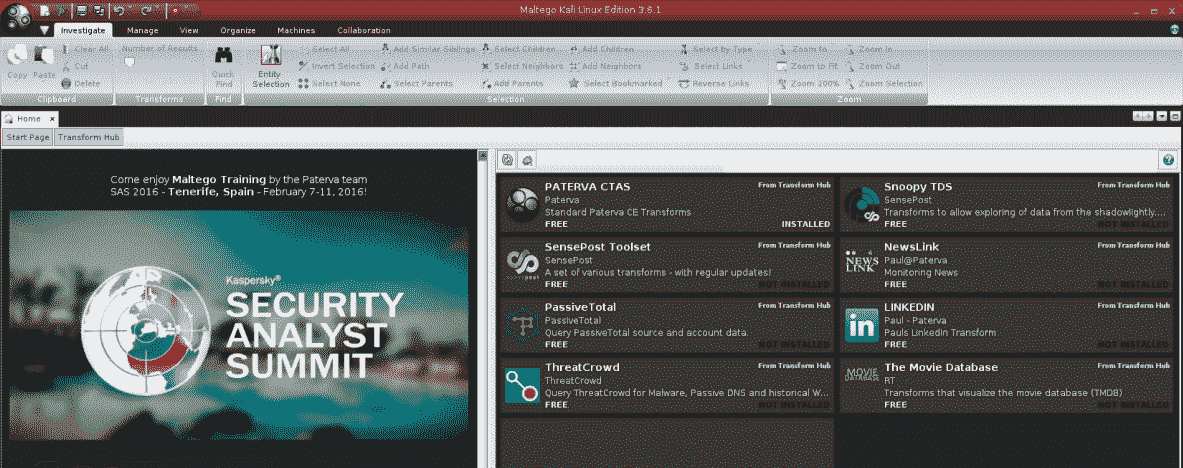 Maltego Kali Linux Edition 3.6.1
Investigate Manage View Organize Machines Collaboration
Copy Paste Clear All Cut Delete
Clipboard
Number of Results
Transforms
Quick Find
Find
Entity Selection
Select All Add Similar Siblings Select Children Add Children Select by Type
Invert Selection Add Path Select Neighbors Add Neighbors Select Links
Select None Select Parents Add Parents Select Bookmarked Reverse Links
Selection
Zoom to Zoom In
Zoom to Fit Zoom Out
Zoom 100% Zoom Selection
Zoom
Home
Start Page Transform Hub
Come enjoy Maltego Training by the Paterva team
SAS 2016 - Tenerife, Spain - February 7-11, 2016!
Kaspersky®
SECURITY
ANALYST
SUMMIT
PATERVA CTAS From Transform Hub
Paterva
Standard Paterva CE Transforms
FREE INSTALLED
Snoopy TDS From Transform Hub
SensePost
Transforms to allow exploring of data from the shadowlightly....
FREE NOT INSTALLED
sensepost
SensePost Toolset From Transform Hub
SensePost
A set of various transforms - with regular updates!
FREE NOT INSTALLED
NEWS
LINK
NewsLink From Transform Hub
Paul@Paterva
Monitoring News
FREE NOT INSTALLED
PassiveTotal From Transform Hub
PassiveTotal
Query PassiveTotal source and account data.
FREE NOT INSTALLED
in
LINKEDIN From Transform Hub
Paul - Paterva
Pauls Linkedin Transform
FREE NOT INSTALLED
ThreatCrowd From Transform Hub
ThreatCrowd
Query ThreatCrowd for Malware, Passive DNS and historical W...
FREE NOT INSTALLED
MOVIE
DATABASE
The Movie Database From Transform Hub
RT
Transforms that visualize the movie database (TMDB)
FREE NOT INSTALLED